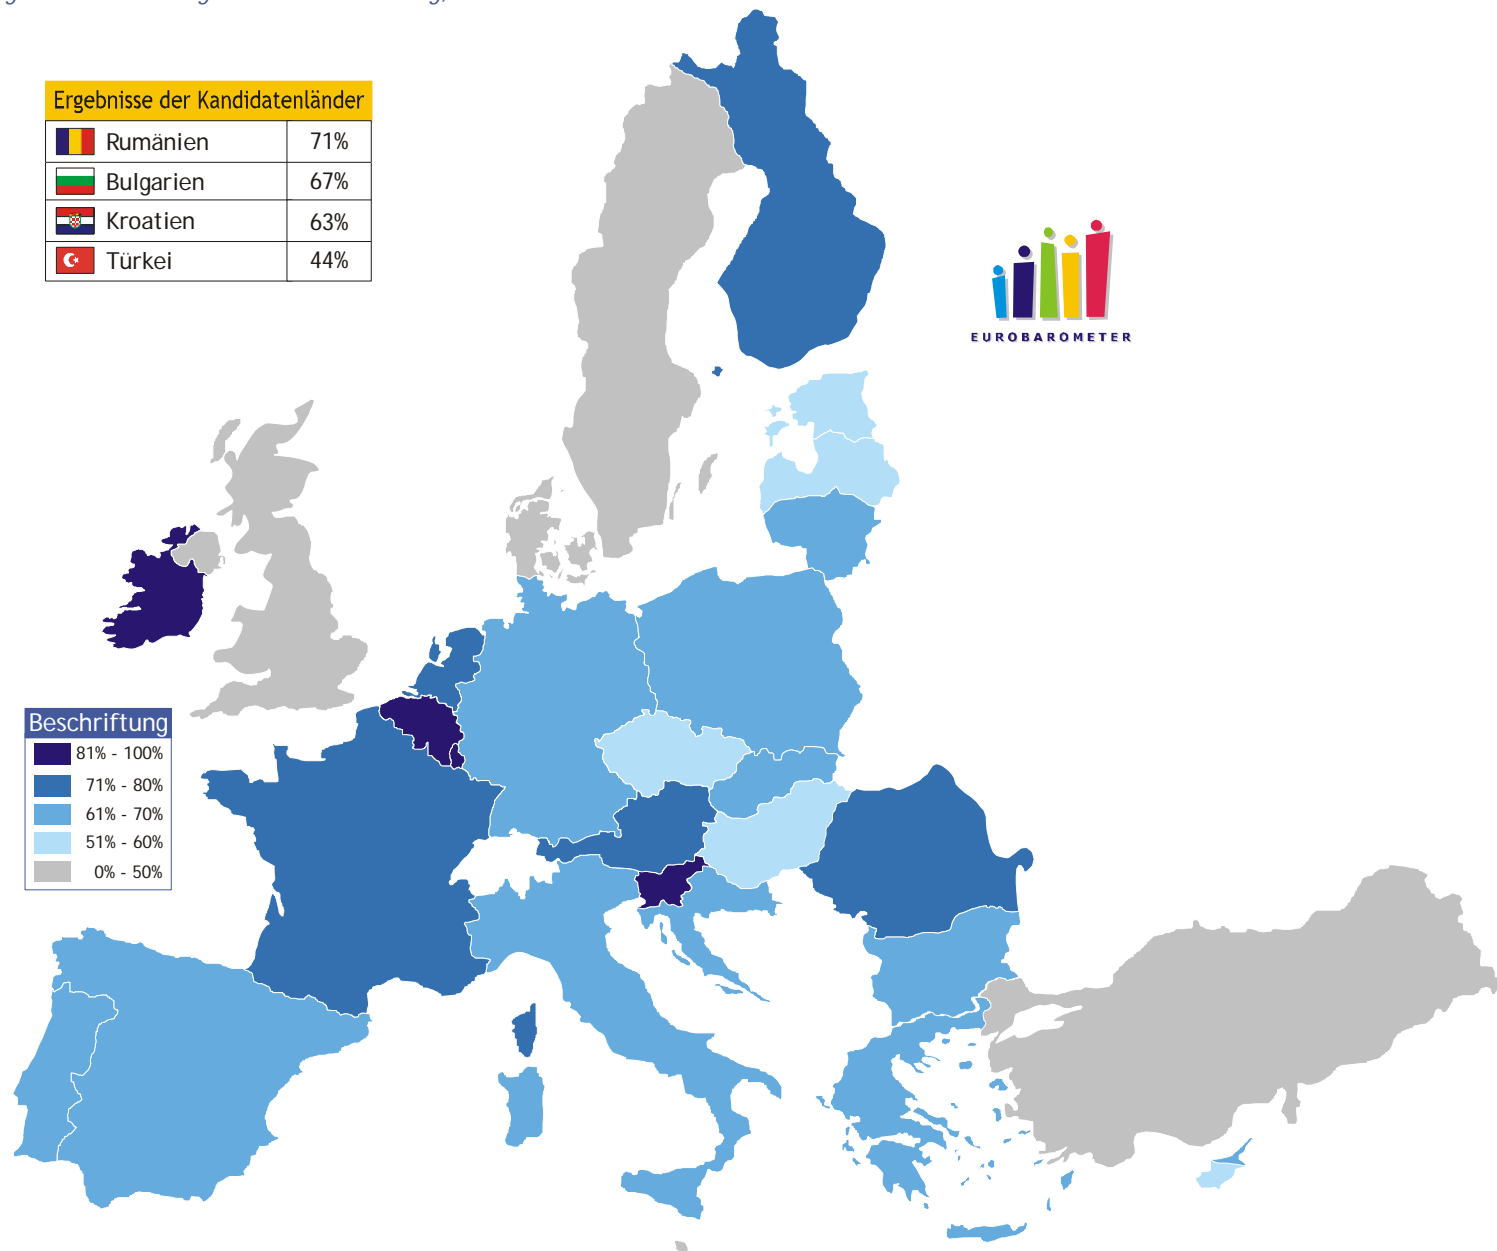 Ergebnisse der Kandidatenländer
Rumänien 71%
Bulgarien 67%
Kroatien 63%
Türkei 44%
EUROBAROMETER
Beschriftung
81% - 100%
71% - 80%
61% - 70%
51% - 60%
0% - 50%